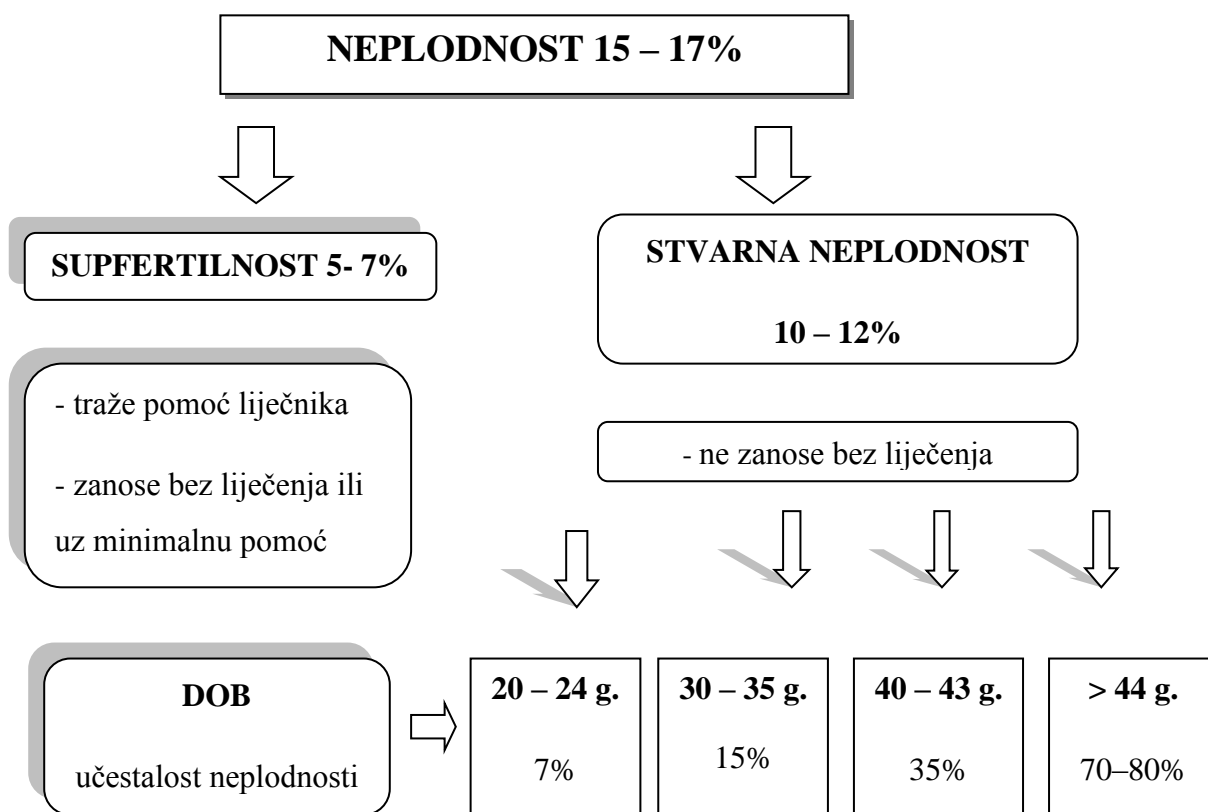 NEPLODNOST 15 – 17%
SUPFERTILNOST 5- 7%
STVARNA NEPLODNOST
10 – 12%
- traže pomoć liječnika
- zanose bez liječenja ili
uz minimalnu pomoć
- ne zanose bez liječenja
DOB
učestalost neplodnosti
20 – 24 g.
7%
30 – 35 g.
15%
40 – 43 g.
35%
> 44 g.
70–80%